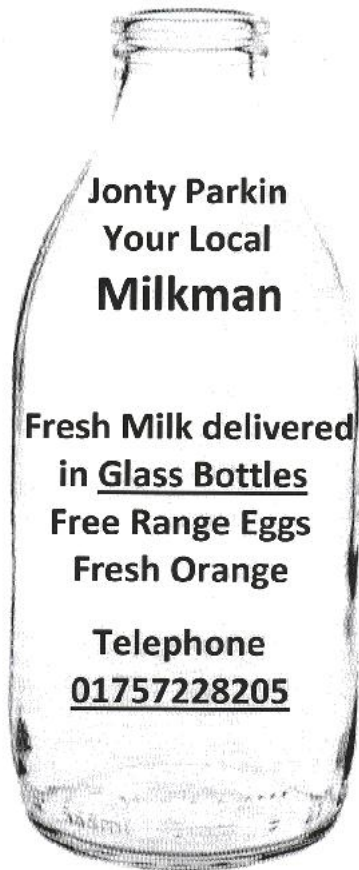 Jonty Parkin
Your Local
Milkman
Fresh Milk delivered
in Glass Bottles
Free Range Eggs
Fresh Orange
Telephone
01757228205